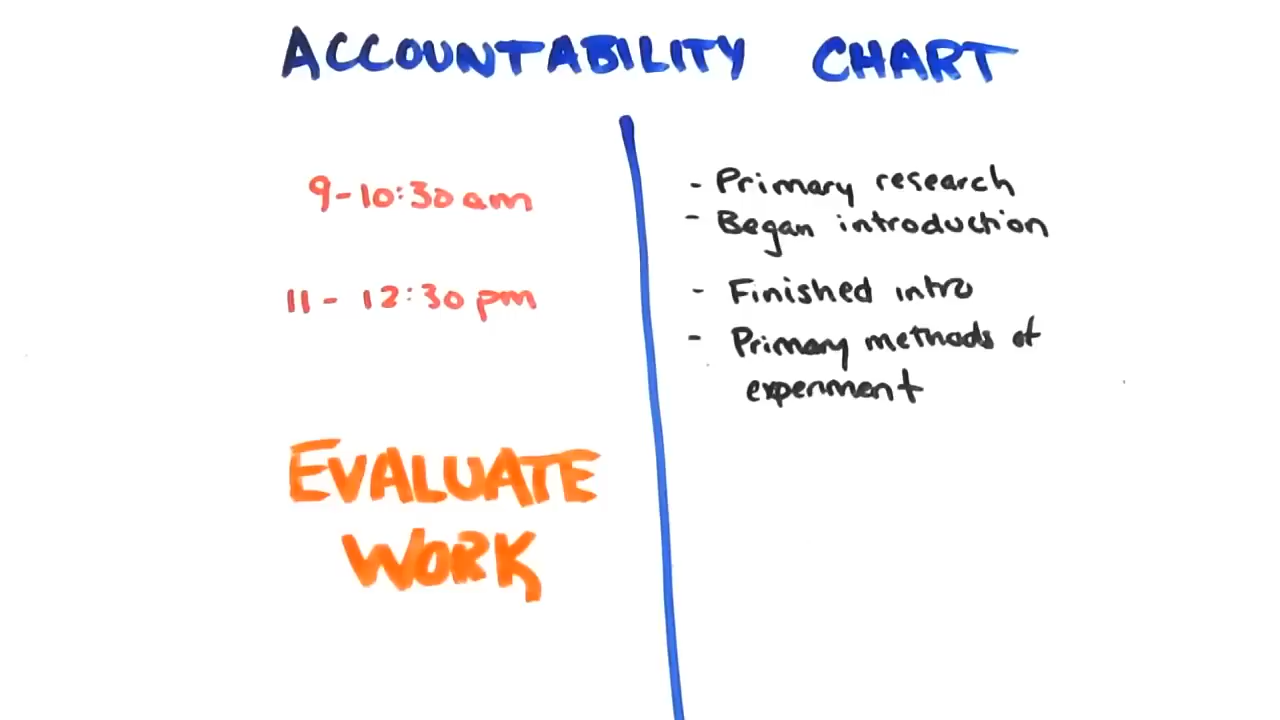 ACCOUNTABILITY CHART
9-10:30 am
- Primary research
- Began introduction
11 - 12:30 pm
- Finished intro
- Primary methods of
experiment
EVALUATE
WORK